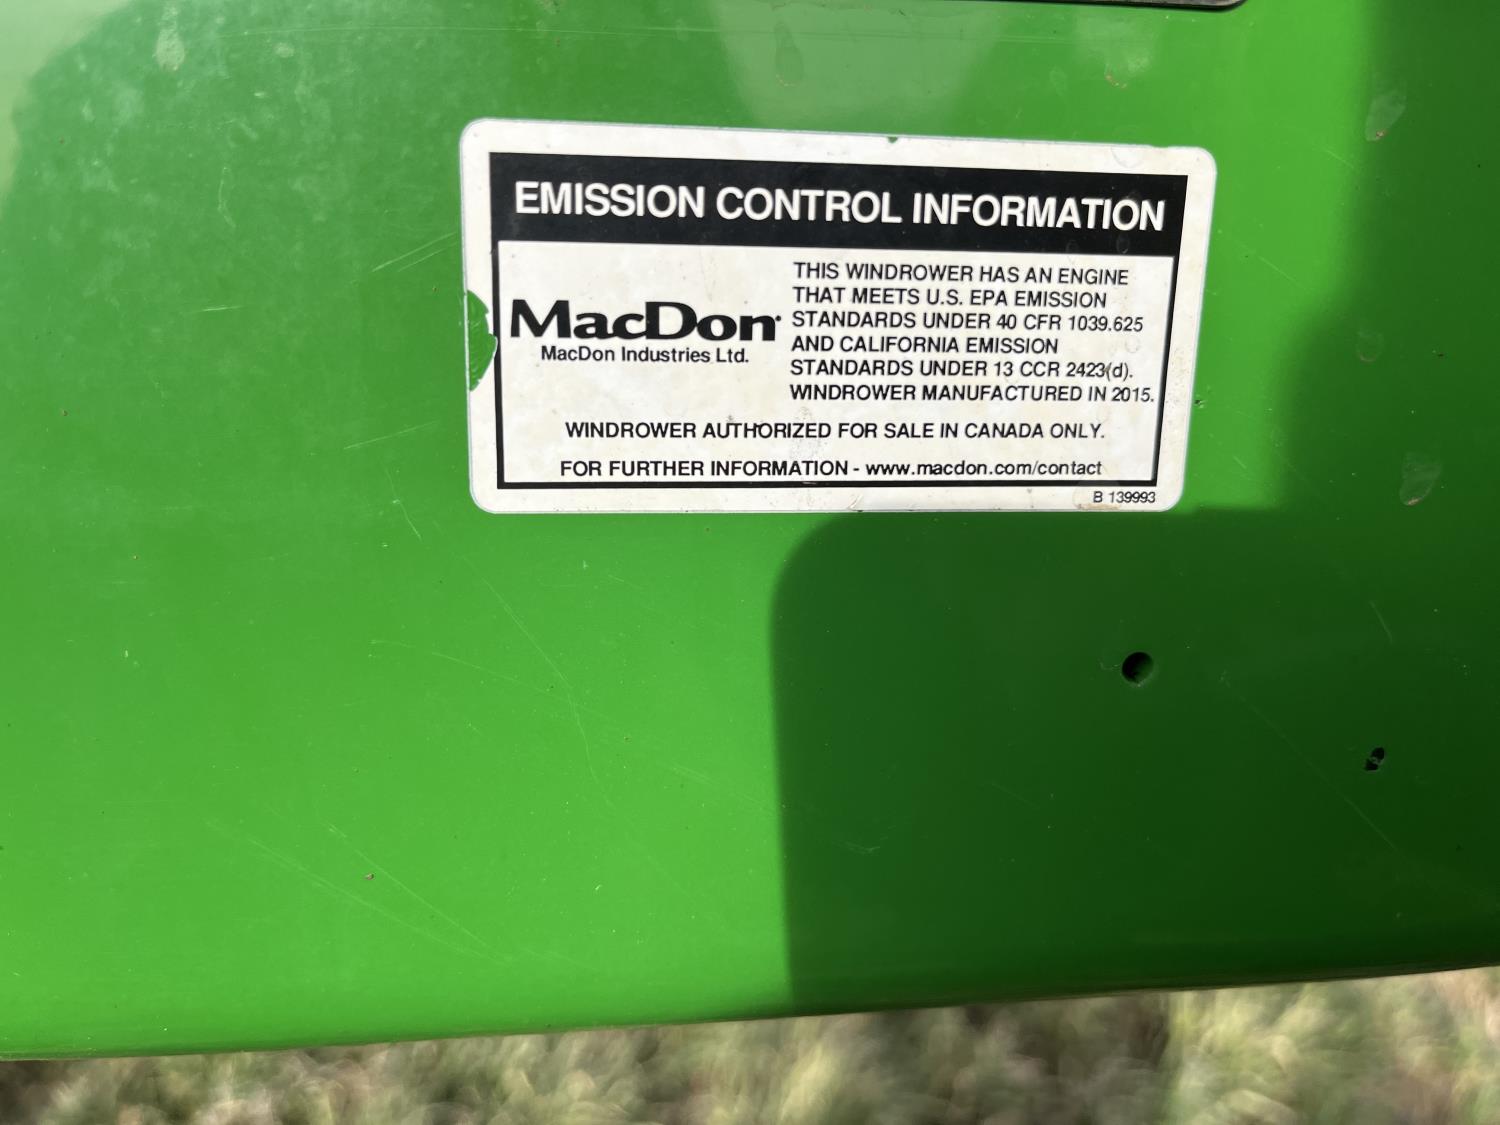 EMISSION CONTROL INFORMATION
MacDon
MacDon Industries Ltd.
THIS WINDROWER HAS AN ENGINE
THAT MEETS U.S. EPA EMISSION
STANDARDS UNDER 40 CFR 1039.625
AND CALIFORNIA EMISSION
STANDARDS UNDER 13 CCR 2423(d).
WINDROWER MANUFACTURED IN 2015.
WINDROWER AUTHORIZED FOR SALE IN CANADA ONLY.
FOR FURTHER INFORMATION - www.macdon.com/contact
B 139993